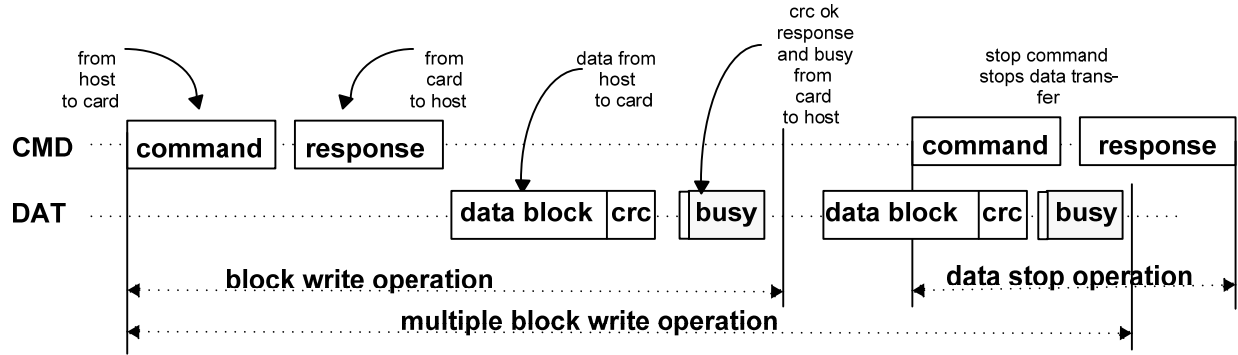 from
host
to card
from
card
to host
data from
host
to card
crc ok
response
and busy
from
card
to host
stop command
stops data trans-
fer
CMD
command
response
command
response
DAT
data block
crc
busy
data block
crc
busy
block write operation
data stop operation
multiple block write operation